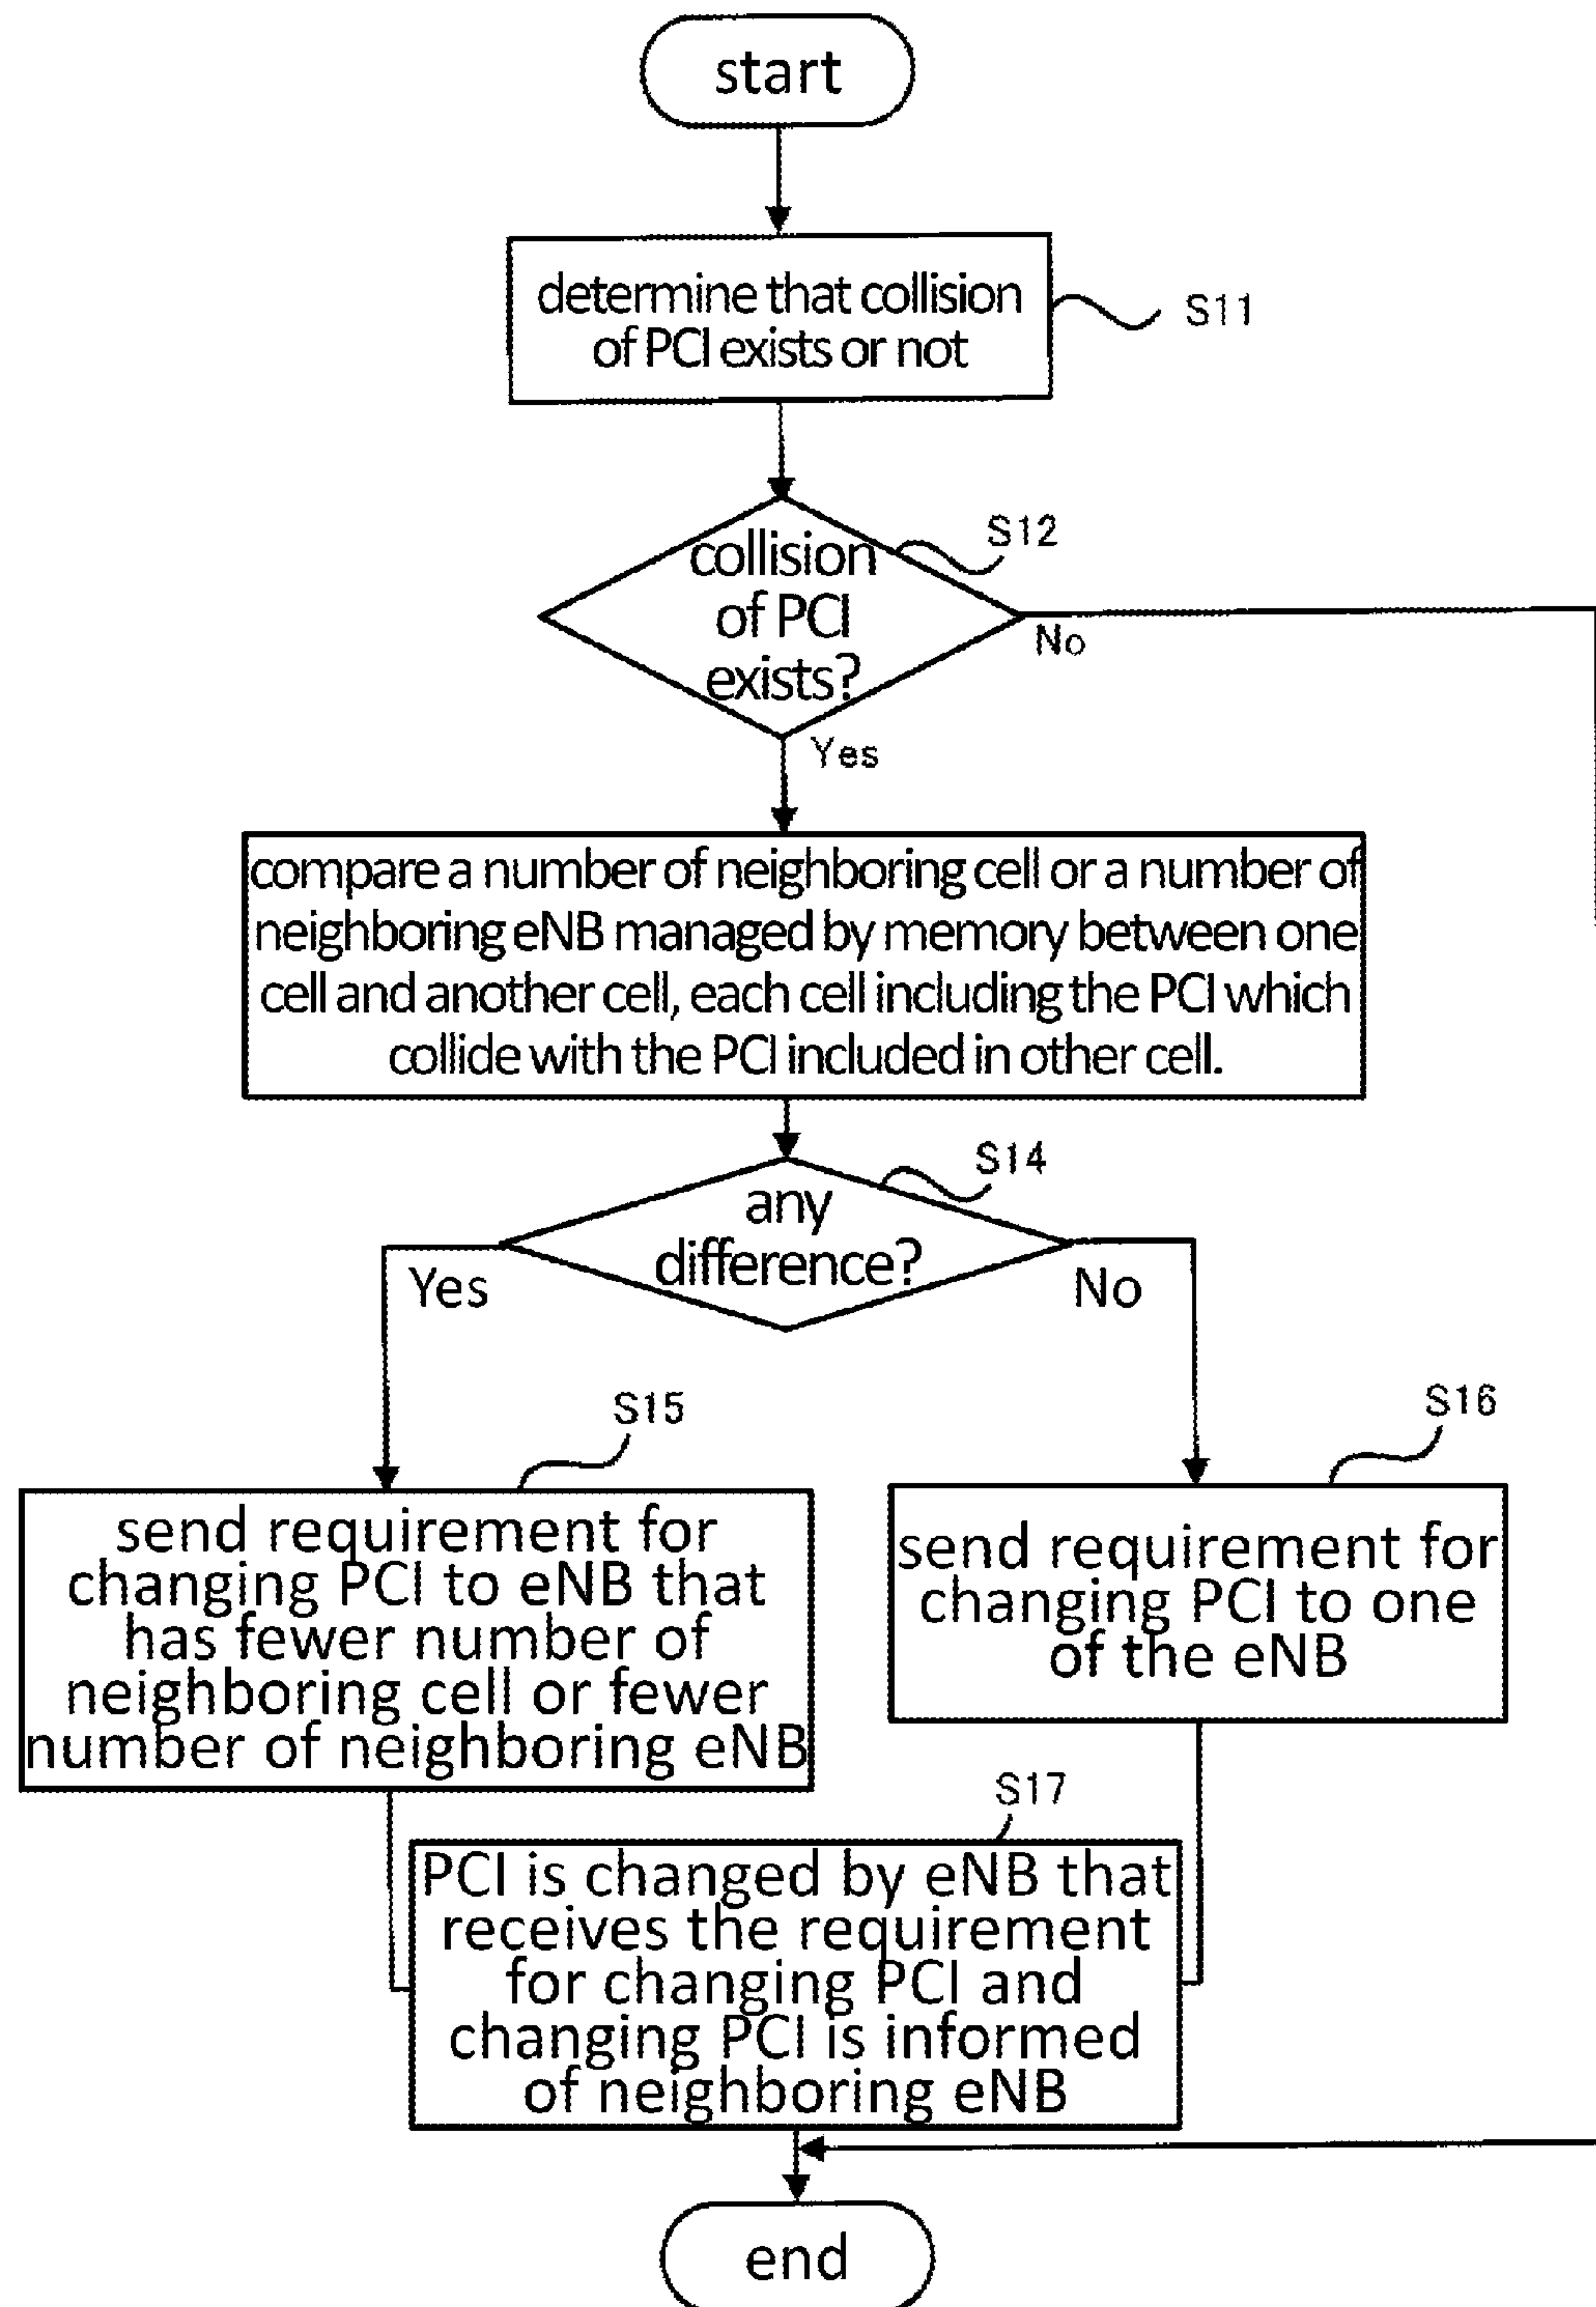 start
determine that collision
of PCI exists or not
S11
S12
collision
of PCI
exists?
No
Yes
compare a number of neighboring cell or a number of
neighboring eNB managed by memory between one
cell and another cell, each cell including the PCI which
collide with the PCI included in other cell.
S14
any
difference?
Yes
No
S15
S16
send requirement for
changing PCI to eNB that
has fewer number of
neighboring cell or fewer
number of neighboring eNB
send requirement for
changing PCI to one
of the eNB
S17
PCI is changed by eNB that
receives the requirement
for changing PCI and
changing PCI is informed
of neighboring eNB
end